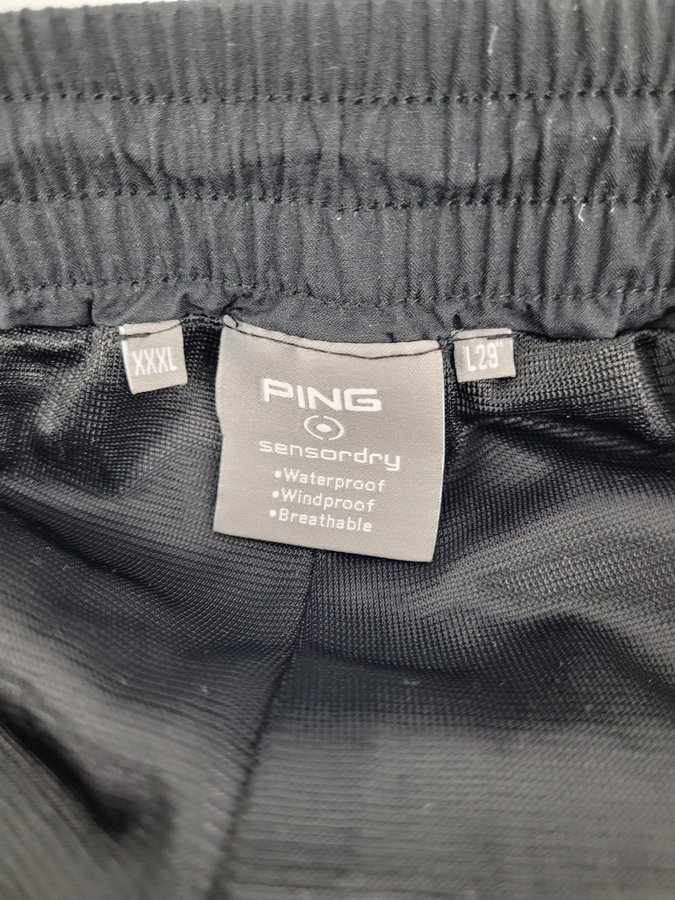 XXXL
PING
sensordry
•Waterproof
•Windproof
•Breathable
L29"